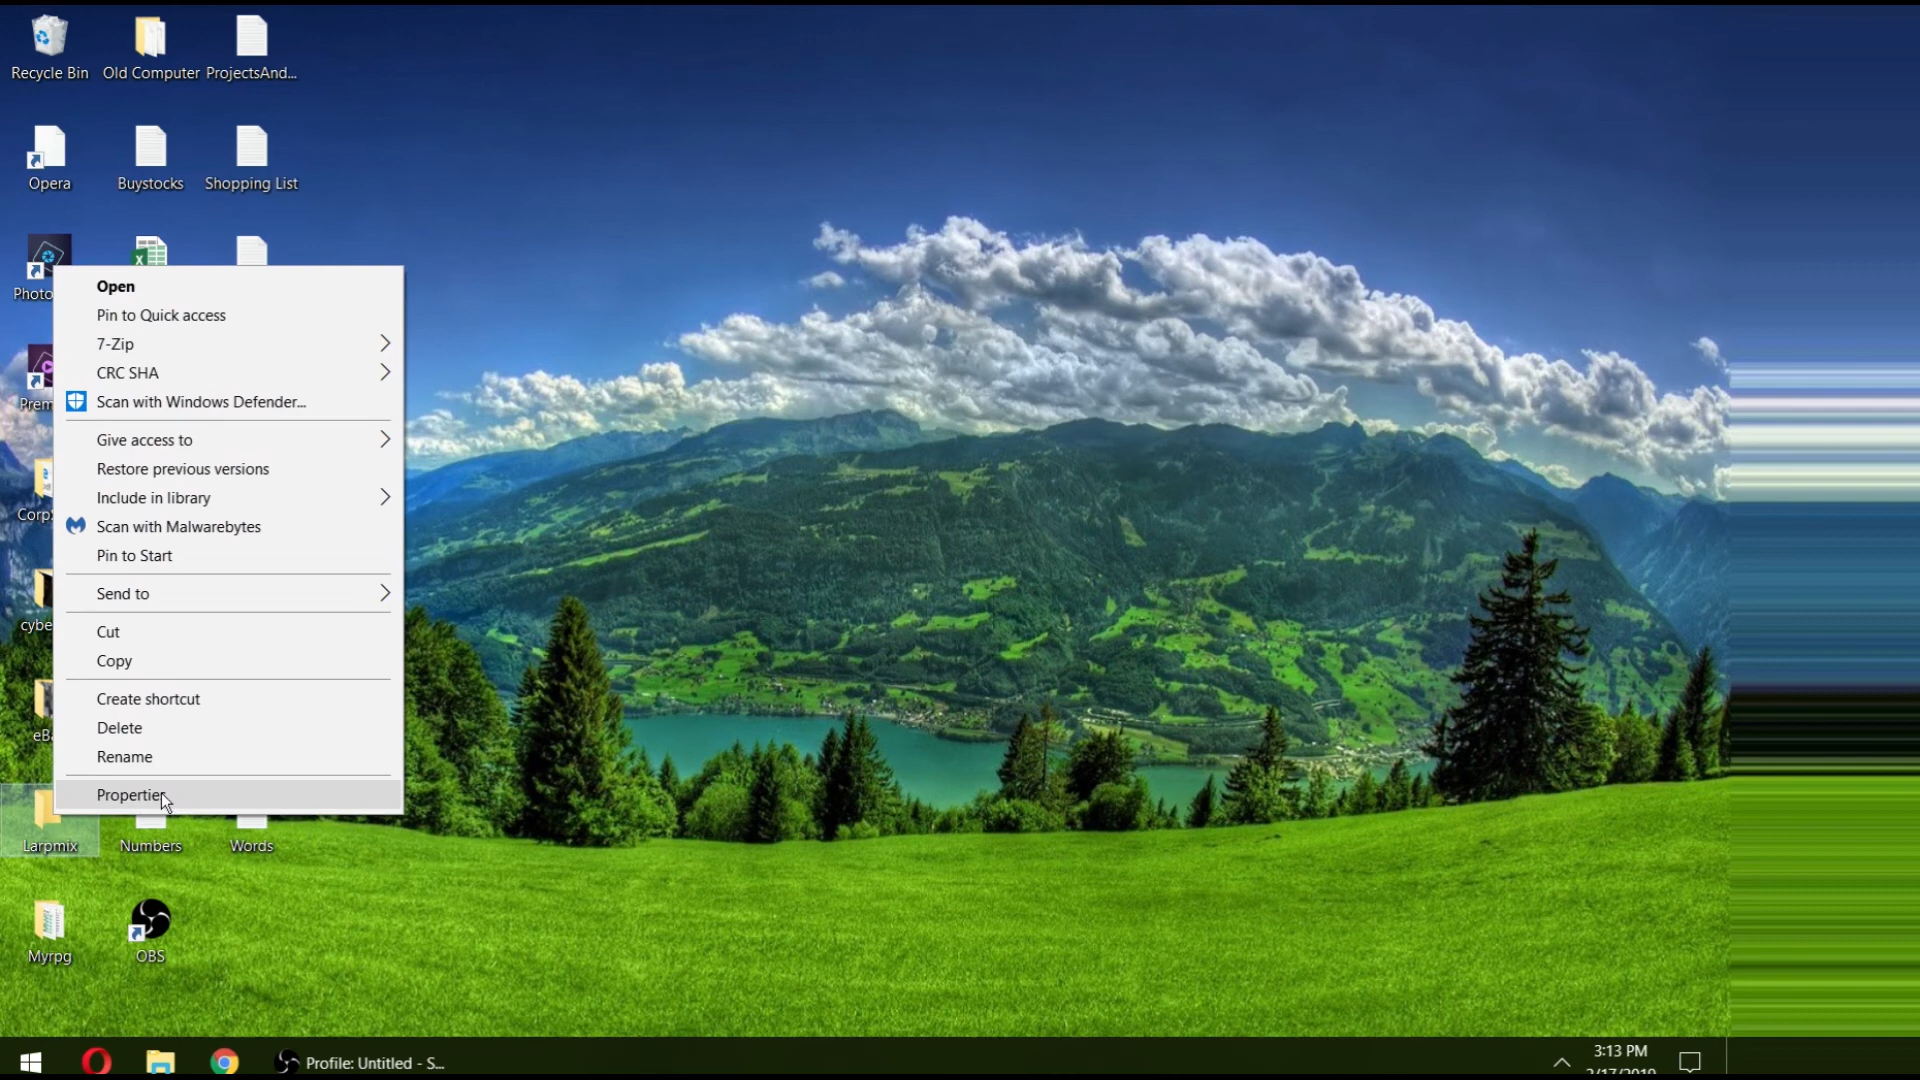 Recycle Bin
Old Computer
ProjectsAnd...
Opera
Buystocks
Shopping List
Photo
Prem
Corp
cybe
eBa
Open
Pin to Quick access
7-Zip
CRC SHA
Scan with Windows Defender...
Give access to
Restore previous versions
Include in library
Scan with Malwarebytes
Pin to Start
Send to
Cut
Copy
Create shortcut
Delete
Rename
Properties
Larpmix
Numbers
Words
Myrpg
OBS
Profile: Untitled - S...
3:13 PM